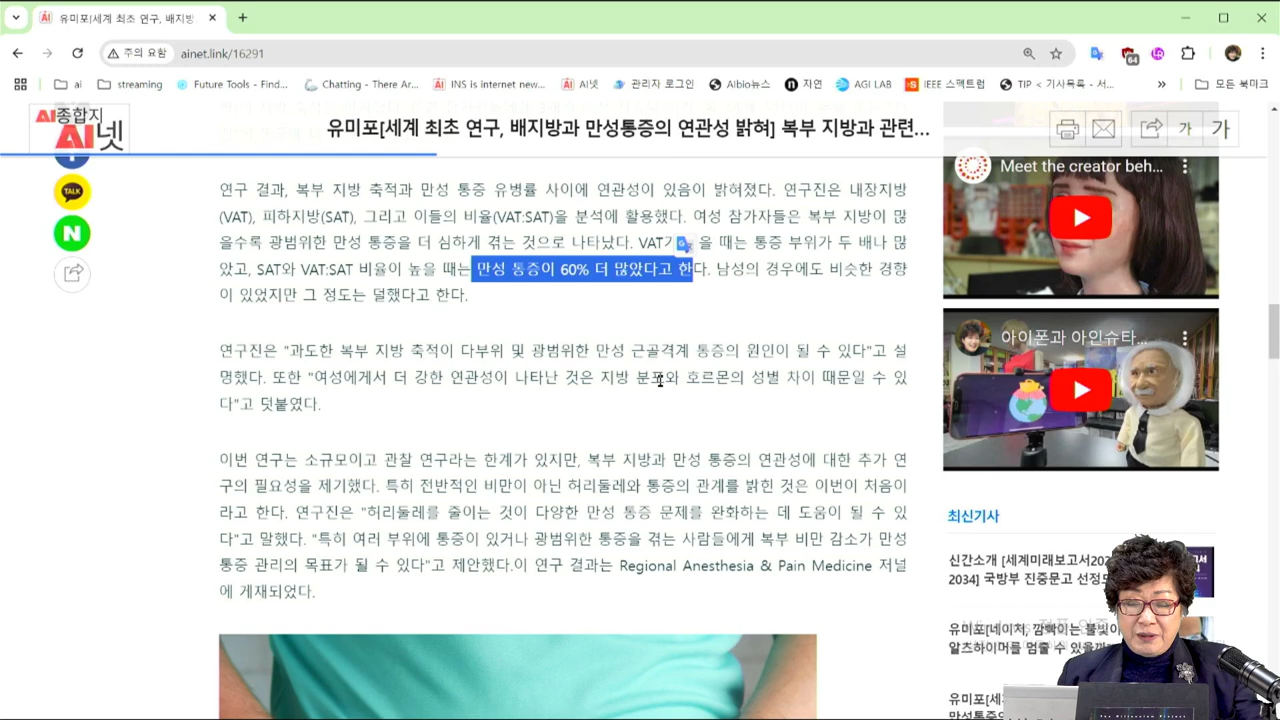 유미포[세계 최초 연구, 배지방
주의 요함
ainet.link/16291
64
ai
streaming
Future Tools - Find...
Chatting - There Ar...
INS is internet new...
AI넷
관리자 로그인
AIbio뉴스
자연
AGI LAB
IEEE 스펙트럼
TIP < 기사목록 - 서...
»
모든 북마크
AI종합지
AI넷
유미포[세계 최초 연구, 배지방과 만성통증의 연관성 밝혀] 복부 지방과 관련...
가
가
TALK
N
연구 결과, 복부 지방 축적과 만성 통증 유병률 사이에 연관성이 있음이 밝혀졌다. 연구진은 내장지방
(VAT), 피하지방(SAT), 그리고 이들의 비율(VAT:SAT)을 분석에 활용했다. 여성 참가자들은 복부 지방이 많
을수록 광범위한 만성 통증을 더 심하게 겪는 것으로 나타났다. VAT가 을 때는 통증 부위가 두 배나 많
았고, SAT와 VAT:SAT 비율이 높을 때는 만성 통증이 60% 더 많았다고 한다. 남성의 경우에도 비슷한 경향
이 있었지만 그 정도는 덜했다고 한다.
연구진은 "과도한 복부 지방 축적이 다부위 및 광범위한 만성 근골격계 통증의 원인이 될 수 있다"고 설
명했다. 또한 "여성에게서 더 강한 연관성이 나타난 것은 지방 분포와 호르몬의 성별 차이 때문일 수 있
다"고 덧붙였다.
이번 연구는 소규모이고 관찰 연구라는 한계가 있지만, 복부 지방과 만성 통증의 연관성에 대한 추가 연
구의 필요성을 제기했다. 특히 전반적인 비만이 아닌 허리둘레와 통증의 관계를 밝힌 것은 이번이 처음이
라고 한다. 연구진은 "허리둘레를 줄이는 것이 다양한 만성 통증 문제를 완화하는 데 도움이 될 수 있
다"고 말했다. "특히 여러 부위에 통증이 있거나 광범위한 통증을 겪는 사람들에게 복부 비만 감소가 만성
통증 관리의 목표가 될 수 있다"고 제안했다.이 연구 결과는 Regional Anesthesia & Pain Medicine 저널
에 게재되었다.
Meet the creator beh...
아이폰과 아인슈타...
최신기사
신간소개 [세계미래보고서202
2034] 국방부 진중문고 선정도
유미포[네이처, 깜빡이는 불빛이
알츠하이머를 멈출 수 있을까
유미포[세계
만성통증의